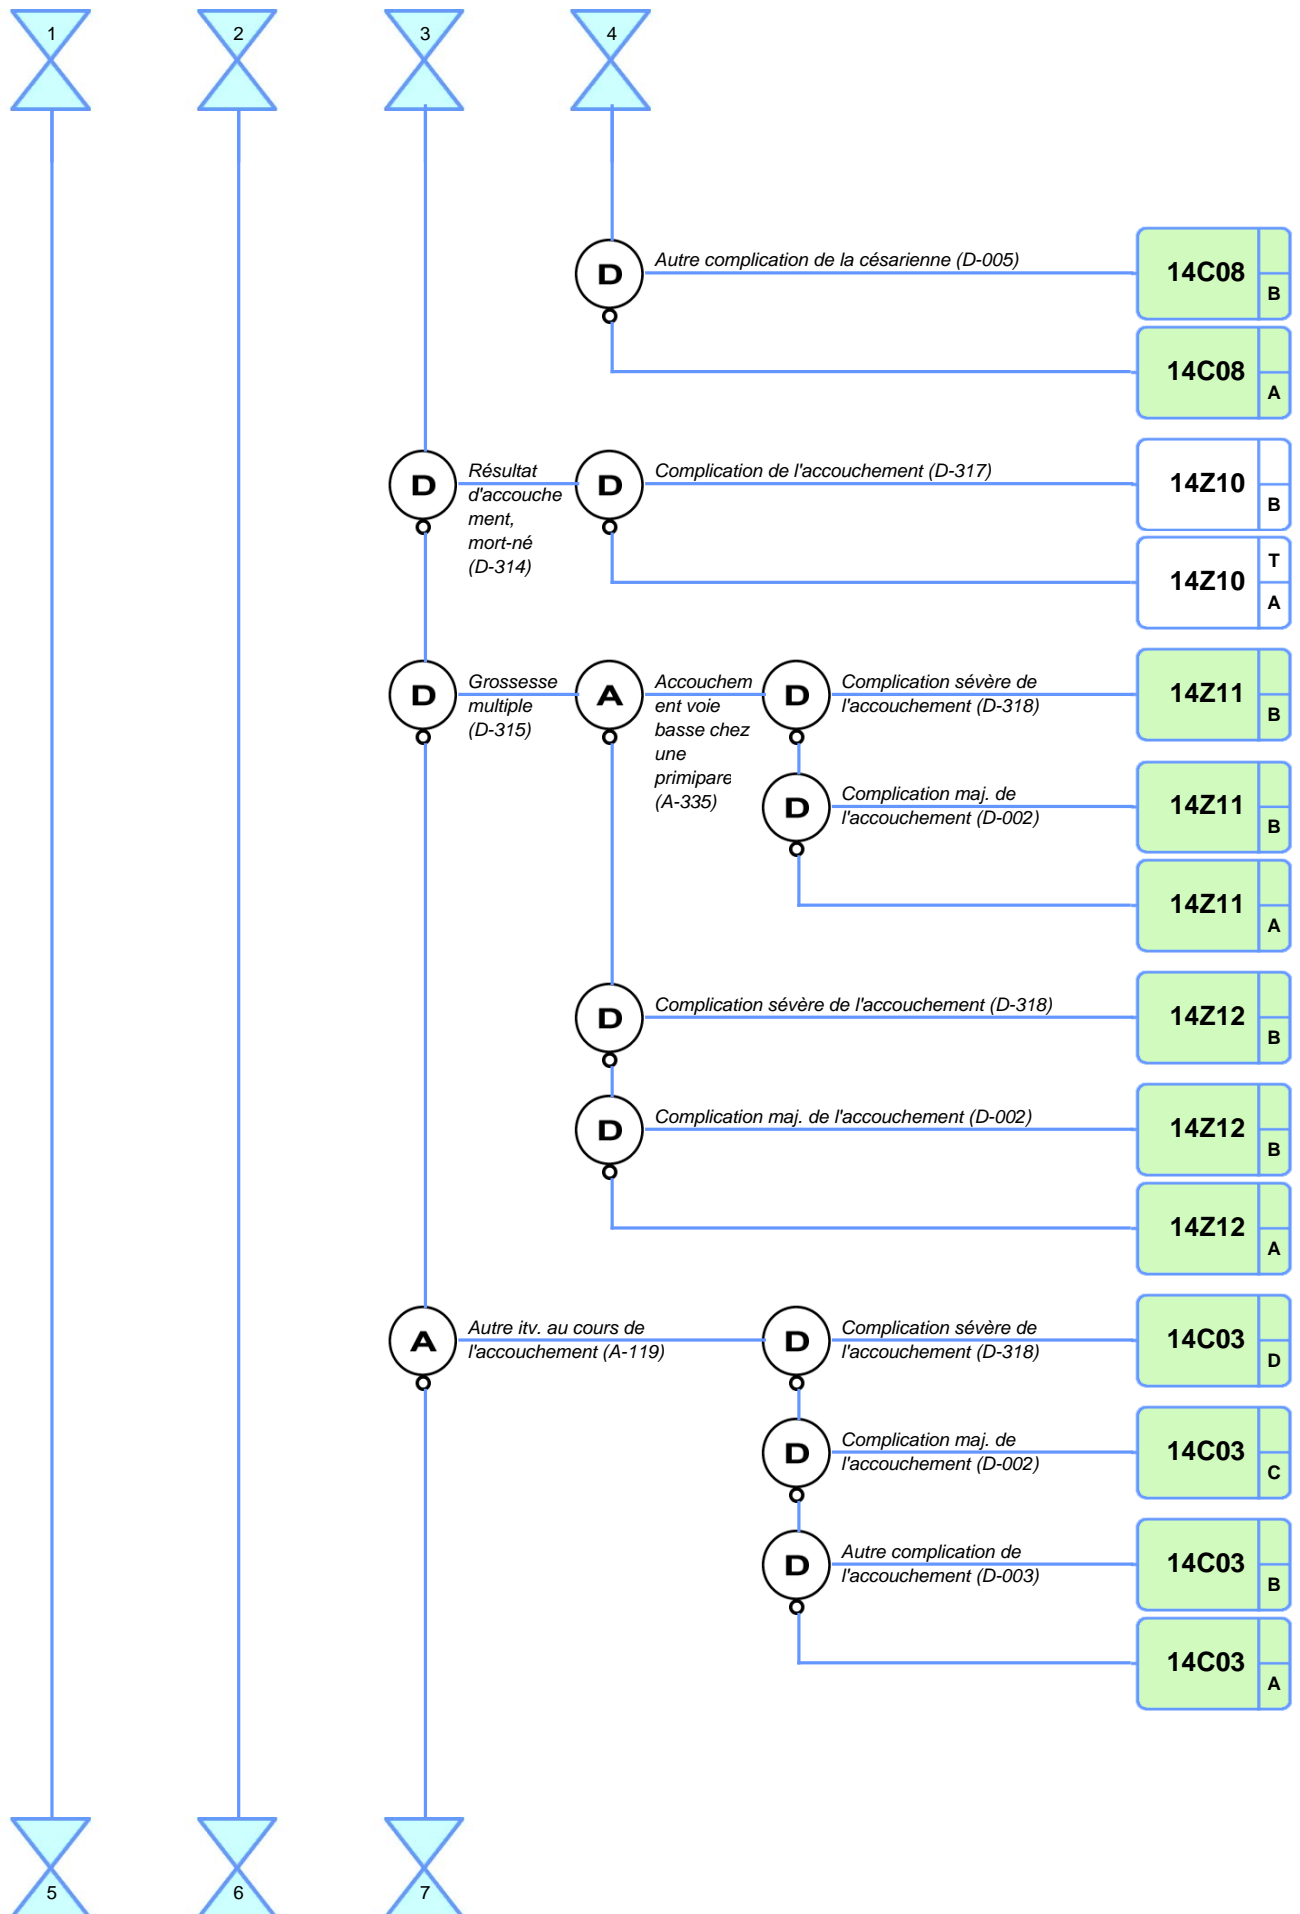 1 2 3 4
D
Autre complication de la césarienne (D-005)
14C08
B
14C08
A
D
Résultat
d'accouche
ment,
mort-né
(D-314)
D
Complication de l'accouchement (D-317)
14Z10
B
14Z10
T
A
D
Grossesse
multiple
(D-315)
A
Accouchem
ent voie
basse chez
une
primipare
(A-335)
D
Complication sévère de
l'accouchement (D-318)
14Z11
B
D
Complication maj. de
l'accouchement (D-002)
14Z11
B
14Z11
A
D
Complication sévère de l'accouchement (D-318)
14Z12
B
D
Complication maj. de l'accouchement (D-002)
14Z12
B
14Z12
A
A
Autre itv. au cours de
l'accouchement (A-119)
D
Complication sévère de
l'accouchement (D-318)
14C03
D
D
Complication maj. de
l'accouchement (D-002)
14C03
C
D
Autre complication de
l'accouchement (D-003)
14C03
B
14C03
A
5 6 7